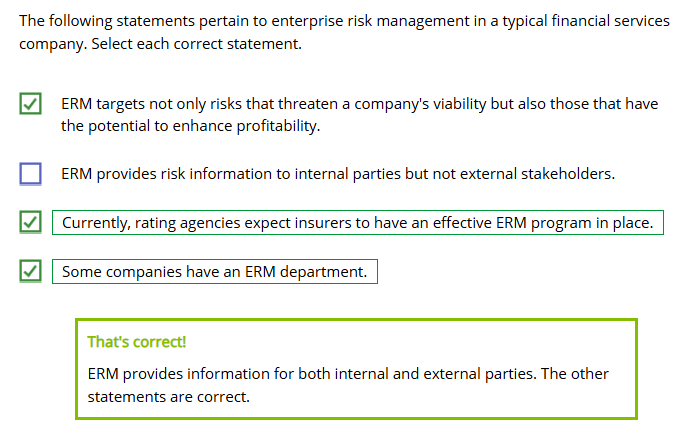 The following statements pertain to enterprise risk management in a typical financial services
company. Select each correct statement.
ERM targets not only risks that threaten a company's viability but also those that have
the potential to enhance profitability.
ERM provides risk information to internal parties but not external stakeholders.
Currently, rating agencies expect insurers to have an effective ERM program in place.
Some companies have an ERM department.
That's correct!
ERM provides information for both internal and external parties. The other
statements are correct.